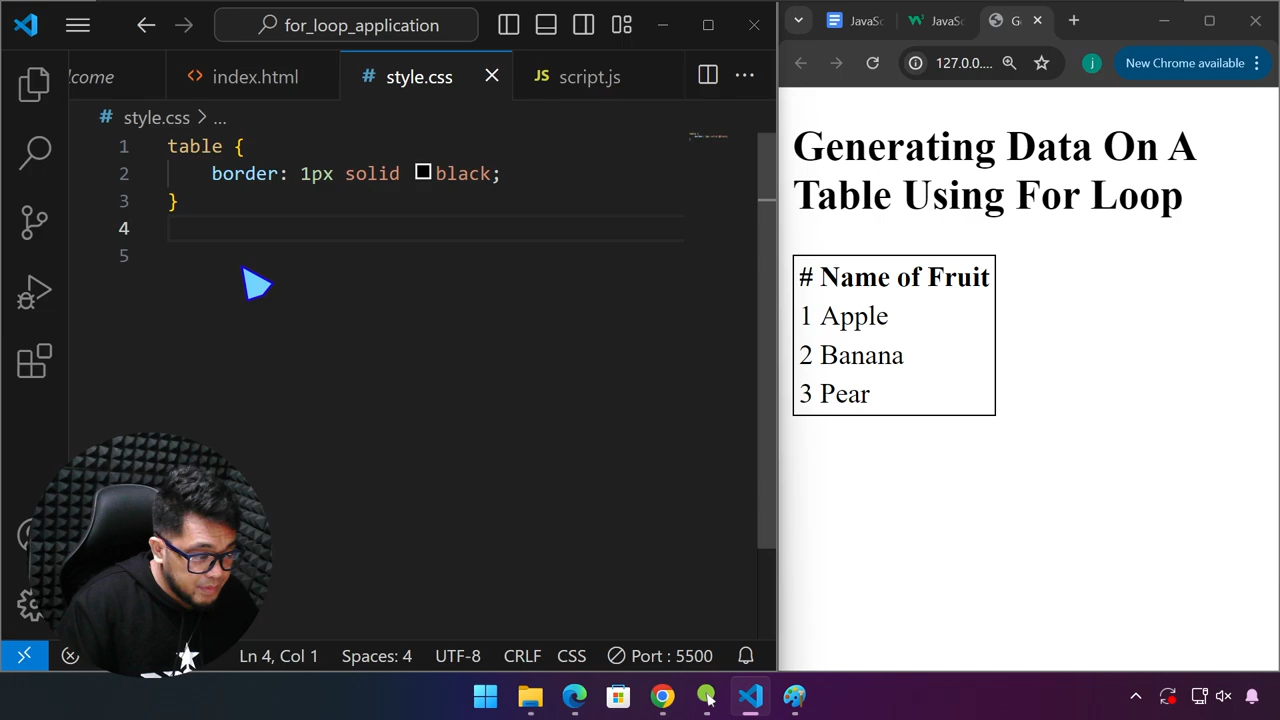 for_loop_application
lcome
index.html
style.css
script.js
style.css > ...
1 table {
2 border: 1px solid black;
3 }
4
5
Ln 4, Col 1 Spaces: 4 UTF-8 CRLF CSS Port : 5500
JavaSc
JavaSc
Ge
127.0.0....
j
New Chrome available
Generating Data On A
Table Using For Loop
# Name of Fruit
1 Apple
2 Banana
3 Pear